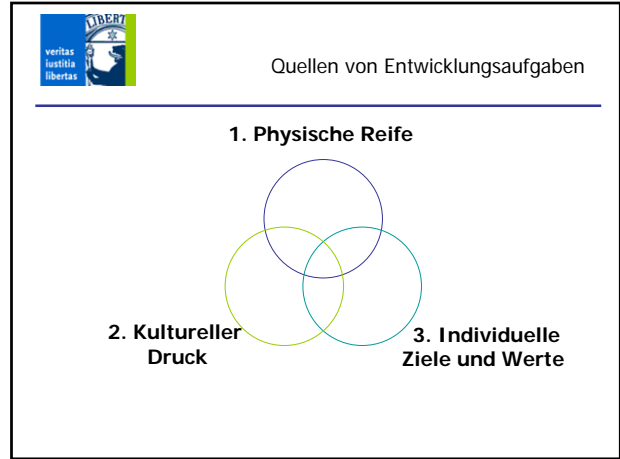 LIBERT
veritas
iustitia
libertas
Quellen von Entwicklungsaufgaben
1. Physische Reife
2. Kultureller
Druck
3. Individuelle
Ziele und Werte